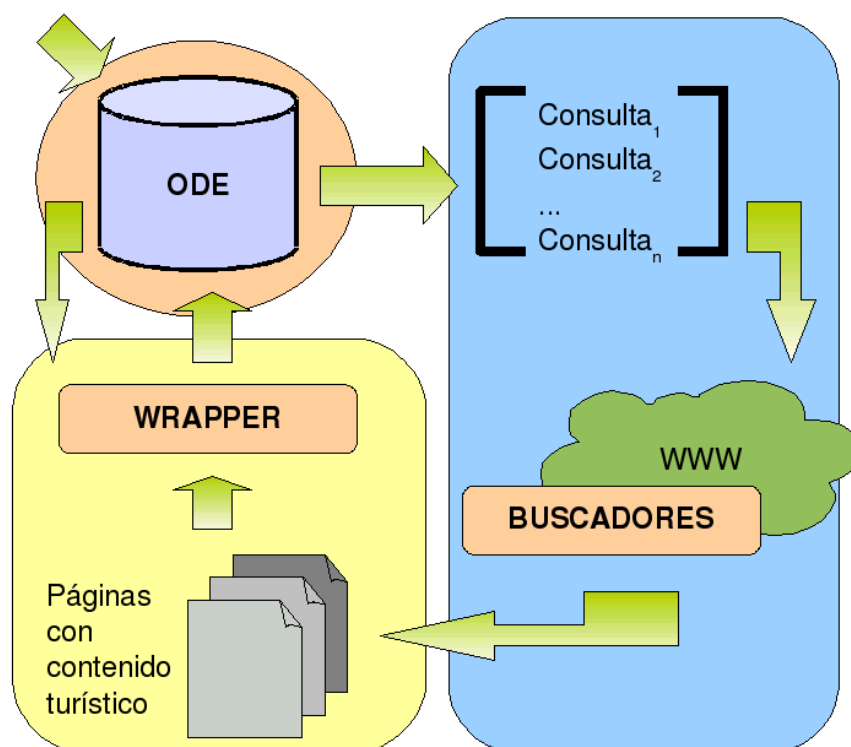 ODE
Consulta1
Consulta2
...
Consultan
WRAPPER
WWW
BUSCADORES
Páginas
con
contenido
turístico